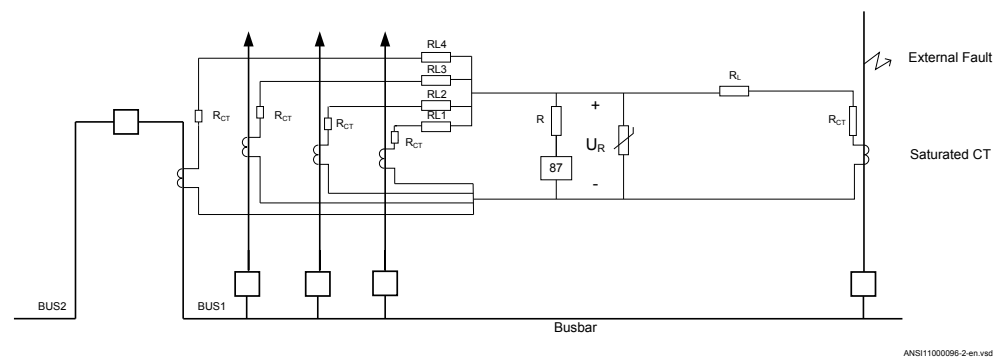 RL4
External Fault
RL3
RL
RL2
RCT
RCT
RCT
RL1
RCT
R
+
UR
RCT
87
-
Saturated CT
BUS2
BUS1
Busbar
ANSI11000096-2-en.vsd